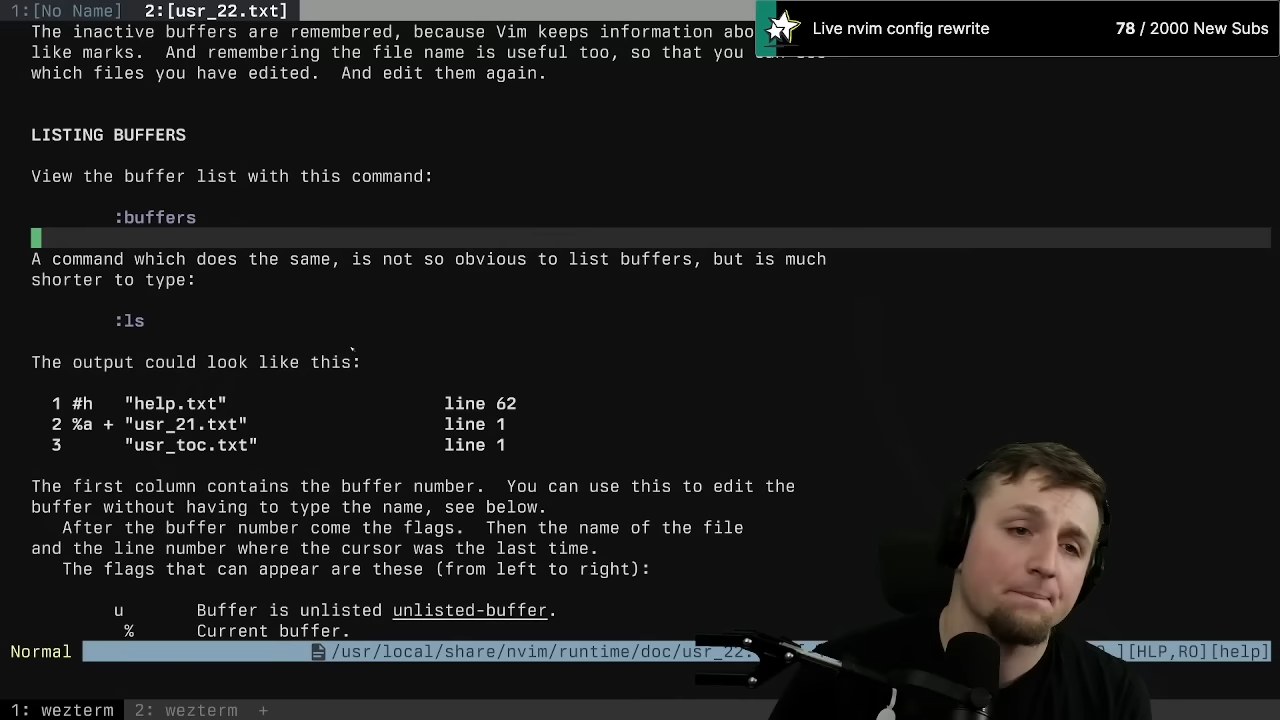 1:[No Name]  2:[usr_22.txt]
Live nvim config rewrite
78 / 2000 New Subs
The inactive buffers are remembered, because Vim keeps information
like marks.  And remembering the file name is useful too, so that you
which files you have edited.  And edit them again.
LISTING BUFFERS
View the buffer list with this command:
:buffers
A command which does the same, is not so obvious to list buffers, but is much
shorter to type:
:ls
The output could look like this:
1 #h   "help.txt"                     line 62
2 %a + "usr_21.txt"                   line 1
3      "usr_toc.txt"                  line 1
The first column contains the buffer number.  You can use this to edit the
buffer without having to type the name, see below.
After the buffer number come the flags.  Then the name of the file
and the line number where the cursor was the last time.
The flags that can appear are these (from left to right):
u       Buffer is unlisted unlisted-buffer.
%      Current buffer.
Normal /usr/local/share/nvim/runtime/doc/usr_22. ][HLP,RO][help]
1: wezterm  2: wezterm  +